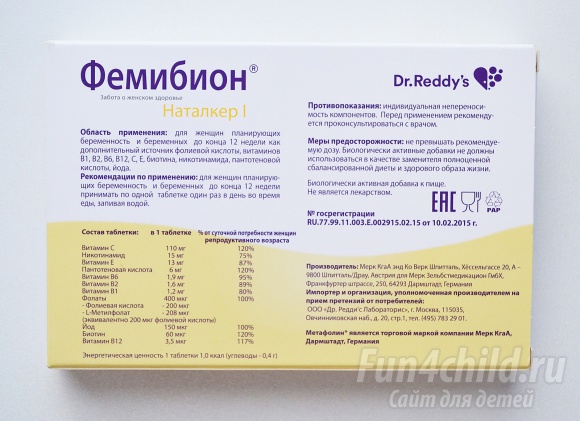 Фемибион®
Забота о женском здоровье
Наталкер I
Dr.Reddy's
Область применения: для женщин планирующих
беременность и беременных до конца 12 недели как
дополнительный источник фолиевой кислоты, витаминов
B1, B2, B6, B12, C, E, биотина, никотинамида, пантотеновой
кислоты, йода.
Рекомендации по применению: для женщин планирую-
щих беременность и беременных до конца 12 недели
принимать по одной таблетке один раз в день во время
еды, запивая водой.
Противопоказания: индивидуальная непереноси-
мость компонентов. Перед применением рекоменду-
ется проконсультироваться с врачом.
Меры предосторожности: не превышать рекомендуе-
мую дозу. Биологически активные добавки не должны
использоваться в качестве заменителя полноценной
сбалансированной диеты и здорового образа жизни.
Биологически активная добавка к пище.
Не является лекарством.
EAC
PAP
№ госрегистрации
RU.77.99.11.003.E.002915.02.15 от 10.02.2015 г.
Состав таблетки: в 1 таблетке % от суточной потребности женщин
репродуктивного возраста
Витамин C 110 мг 120%
Никотинамид 15 мг 75%
Витамин E 13 мг 87%
Пантотеновая кислота 6 мг 120%
Витамин B6 1,9 мг 95%
Витамин B2 1,6 мг 89%
Витамин B1 1,2 мг 80%
Фолаты 400 мкг 100%
- Фолиевая кислота - 200 мкг
- L-Метилфолат - 208 мкг
(эквивалентно 200 мкг фолиевой кислоты)
Йод 150 мкг 100%
Биотин 60 мкг 120%
Витамин B12 3,5 мкг 117%
Энергетическая ценность 1 таблетки 1,0 ккал (углеводы - 0,4 г)
Производитель: Мерк КГаА энд Ко Верк Шпитталь, Хёссельгассе 20, А –
9800 Шпитталь/Драу, Австрия для Мерк Зельбстмедикацион ГмбХ,
Франкфуртер штрассе, 250, 64293 Дармштадт, Германия
Импортер и организация, уполномоченная производителем на
прием претензий от потребителей:
ООО «Др. Редди'с Лабораторис», г. Москва, 115035,
Овчинниковская наб., д. 20, стр.1, тел. (495) 783 29 01.
Метафолин® является торговой маркой компании Мерк КгаА,
Дармштадт, Германия
Fun4child.ru
Сайт для детей